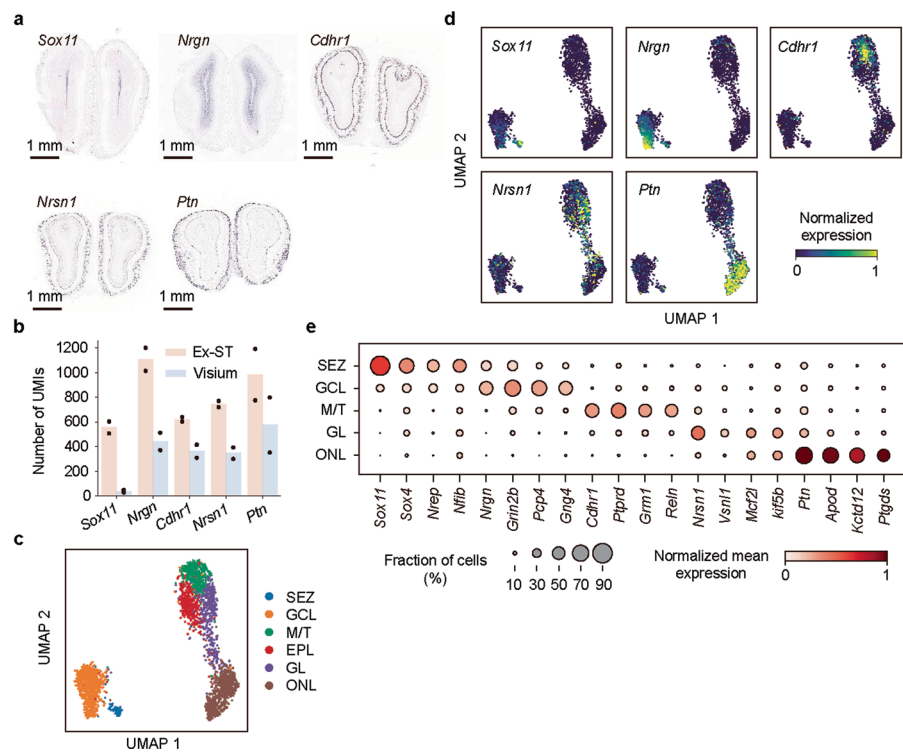 a
Sox11
Nrgn
Cdhr1
1 mm
1 mm
1 mm
Nrsn1
Ptn
1 mm
1 mm
b
Number of UMIs
1200
1000
800
600
400
200
0
Ex-ST
Visium
Sox11
Nrgn
Cdhr1
Nrsn1
Ptn
c
UMAP 2
UMAP 1
SEZ
GCL
M/T
EPL
GL
ONL
d
Sox11
Nrgn
Cdhr1
UMAP 2
Nrsn1
Ptn
Normalized
expression
0 1
UMAP 1
e
SEZ
GCL
M/T
GL
ONL
Sox11
Sox4
Nrep
Nfib
Nrgn
Grin2b
Pcp4
Gng4
Cdhr1
Ptprd
Grm1
Reln
Nrsn1
Vsnl1
Mcf2l
kif5b
Ptn
Apod
Kctd12
Ptgds
Fraction of cells
(%)
10 30 50 70 90
Normalized mean
expression
0 1